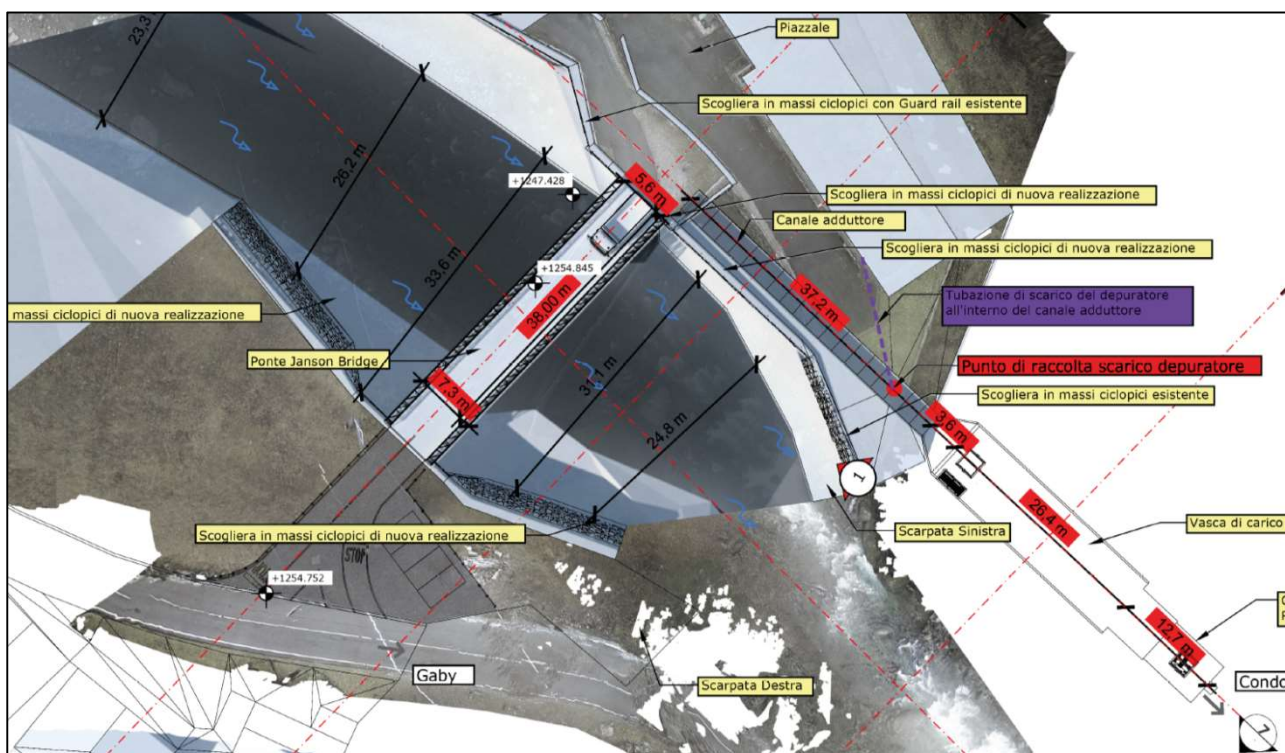 Piazzale
23,3
Scogliera in massi ciclopici con Guard rail esistente
26,2 m
+1247.428
5,6 m
Scogliera in massi ciclopici di nuova realizzazione
Canale adduttore
Scogliera in massi ciclopici di nuova realizzazione
33,6 m
+1254.845
38.00 m
37,2 m
Tubazione di scarico del depuratore
all'interno del canale adduttore
massi ciclopici di nuova realizzazione
Ponte Janson Bridge
7,3 m
24,8 m
Punto di raccolta scarico depuratore
Scogliera in massi ciclopici esistente
3,6 m
1
26,4 m
Vasca di carico
Scogliera in massi ciclopici di nuova realizzazione
Scarpata Sinistra
STOP
+1254.752
12,7 m
Gaby
Scarpata Destra
Condo
1